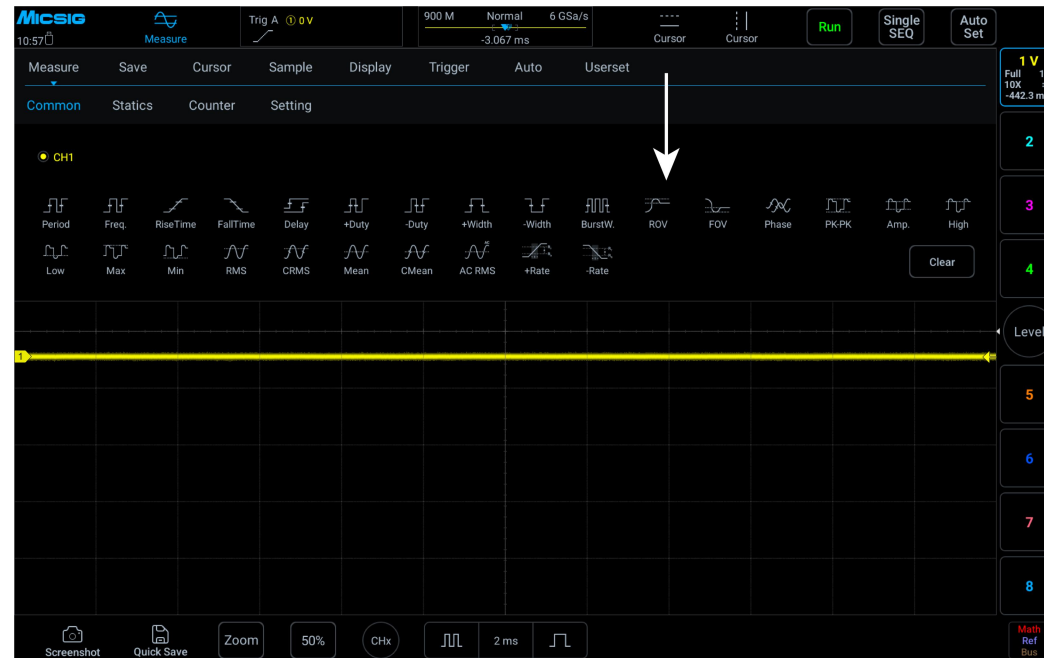 Micsig
10:57
Measure
Trig A ① 0 V
900 M Normal 6 GSa/s
-3.067 ms
Cursor
Cursor
Run
Single
SEQ
Auto
Set
Measure Save Cursor Sample Display Trigger Auto Userset
Common Statics Counter Setting
CH1
Period Freq. RiseTime FallTime Delay +Duty -Duty +Width -Width BurstW. ROV FOV Phase PK-PK Amp. High
Low Max Min RMS CRMS Mean CMean AC RMS +Rate -Rate
Clear
1
1 V
Full 1
10X
-442.3 m
2
3
4
Level
5
6
7
8
Screenshot
Quick Save
Zoom
50%
CHx
2 ms
Math
Ref
Bus